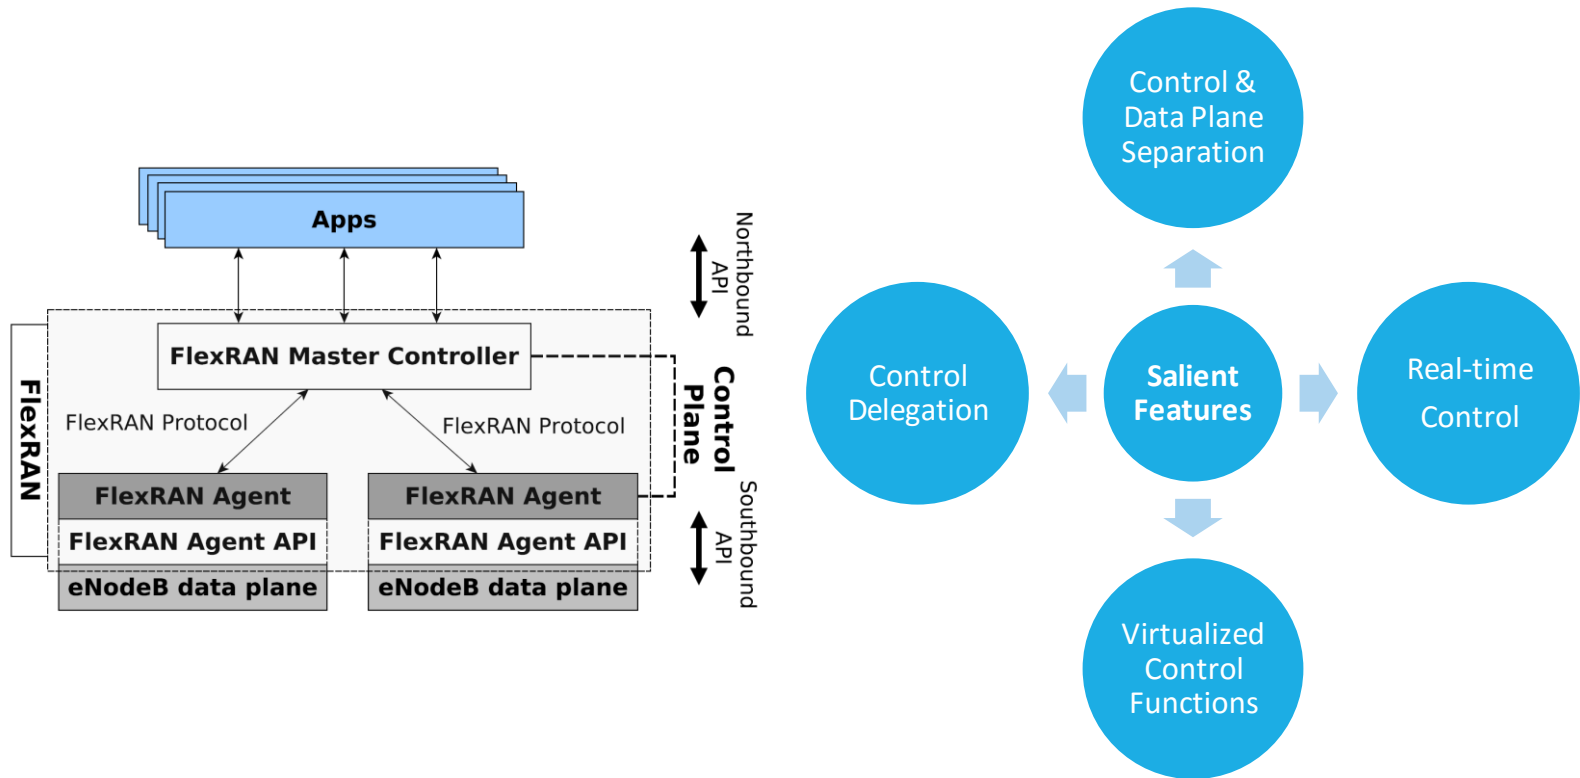 Apps
Northbound
API
FlexRAN
FlexRAN Master Controller
Control
Plane
FlexRAN Protocol
FlexRAN Protocol
FlexRAN Agent
FlexRAN Agent
FlexRAN Agent API
FlexRAN Agent API
eNodeB data plane
eNodeB data plane
Southbound
API
Control &
Data Plane
Separation
Control
Delegation
Salient
Features
Real-time
Control
Virtualized
Control
Functions